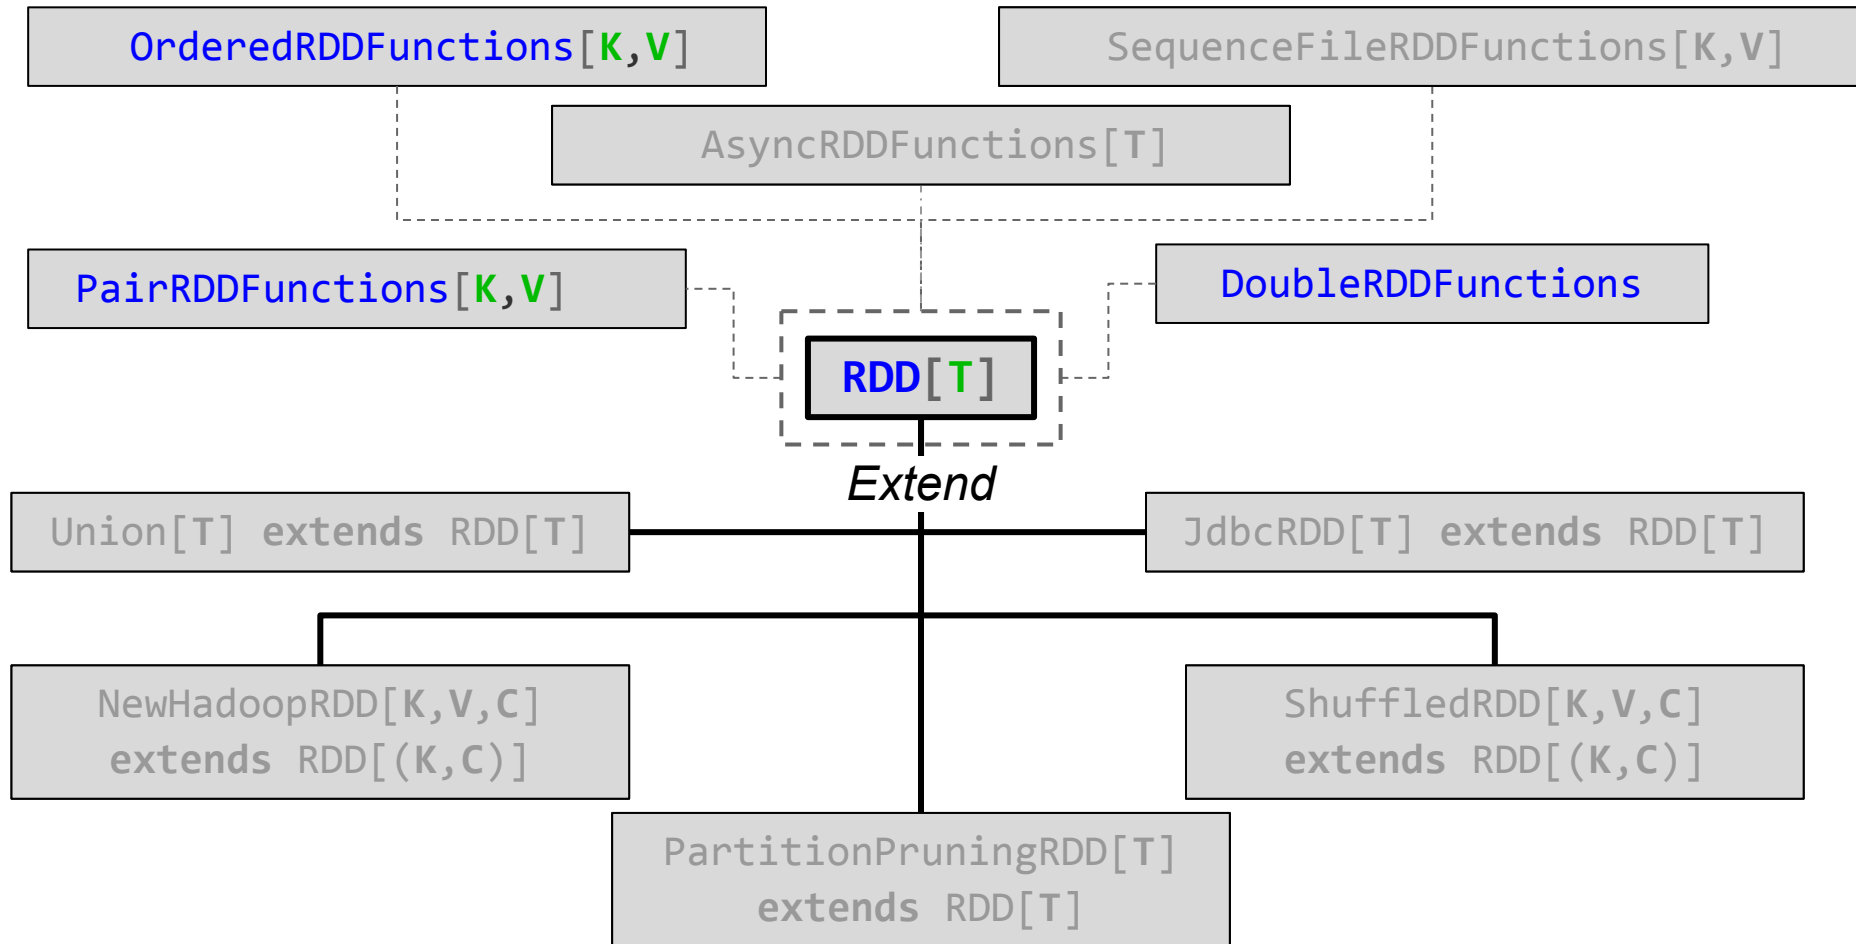 OrderedRDDFunctions[K,V]
SequenceFileRDDFunctions[K,V]
AsyncRDDFunctions[T]
PairRDDFunctions[K,V]
DoubleRDDFunctions
RDD[T]
Extend
Union[T] extends RDD[T]
JdbcRDD[T] extends RDD[T]
NewHadoopRDD[K,V,C]
extends RDD[(K,C)]
ShuffledRDD[K,V,C]
extends RDD[(K,C)]
PartitionPruningRDD[T]
extends RDD[T]